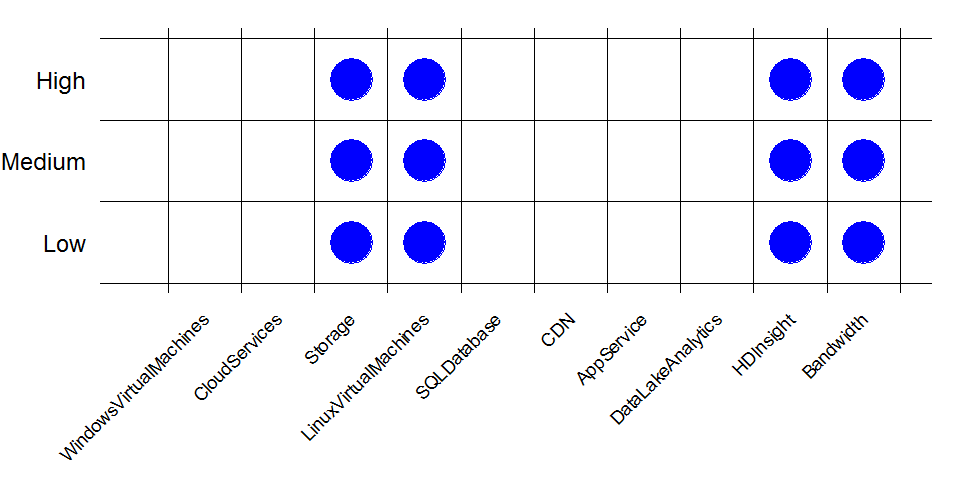 High
Medium
Low
WindowsVirtualMachines
CloudServices
Storage
LinuxVirtualMachines
SQLDatabase
CDN
AppService
DataLakeAnalytics
HDInsight
Bandwidth